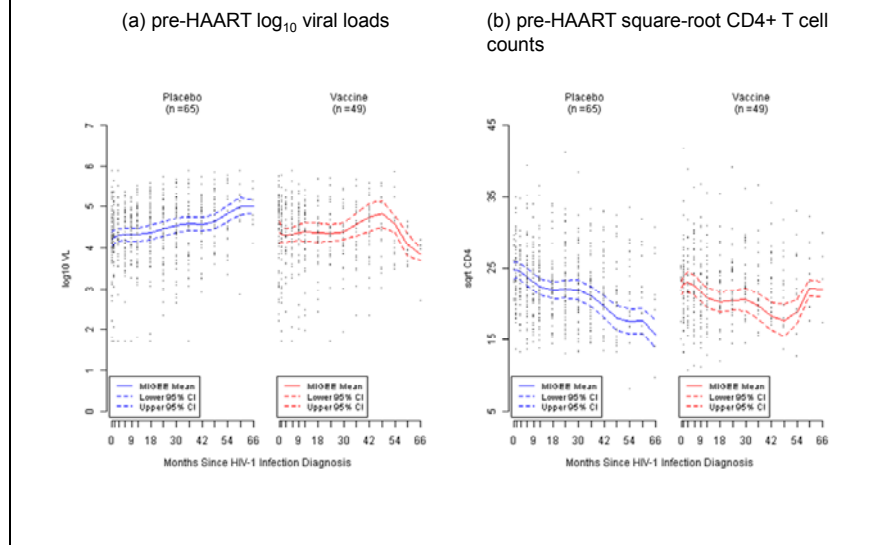 (a) pre-HAART log10 viral loads
(b) pre-HAART square-root CD4+ T cell
counts
Placebo
(n =65)
Vaccine
(n =49)
log10 VL
7
6
5
4
3
2
1
0
MIGEE Mean
Lower 95% CI
Upper 95% CI
MIGEE Mean
Lower 95% CI
Upper 95% CI
0 9 18 30 42 54 66
0 9 18 30 42 54 66
Months Since HIV-1 Infection Diagnosis
Placebo
(n =65)
Vaccine
(n =49)
sqrt CD4
45
35
25
15
5
MIGEE Mean
Lower 95% CI
Upper 95% CI
MIGEE Mean
Lower 95% CI
Upper 95% CI
0 9 18 30 42 54 66
0 9 18 30 42 54 66
Months Since HIV-1 Infection Diagnosis